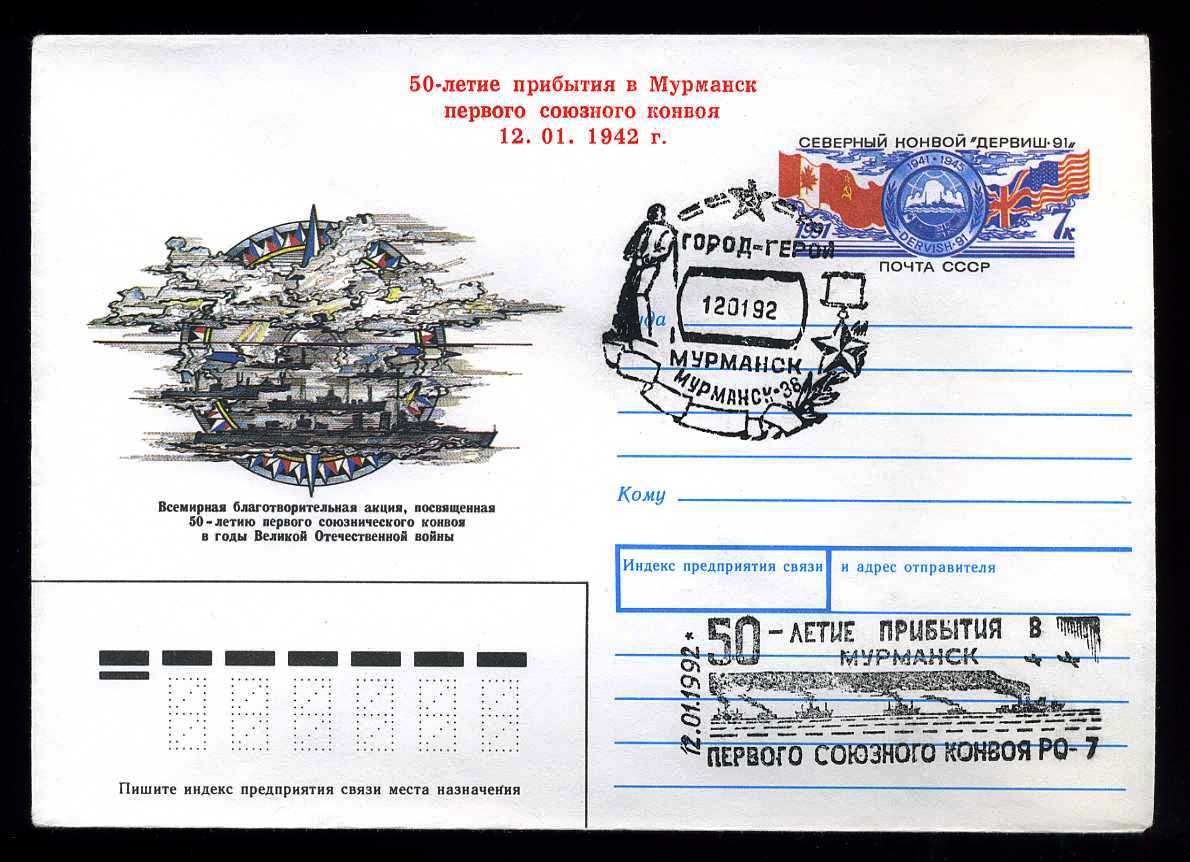 50-летие прибытия в Мурманск
первого союзного конвоя
12. 01. 1942 г.
СЕВЕРНЫЙ КОНВОЙ "ДЕРВИШ·91"
1941·1945
DERVISH·91
1991
7к
ПОЧТА СССР
ГОРОД-ГЕРОЙ
120192
МУРМАНСК
МУРМАНСК·36
Куда
Всемирная благотворительная акция, посвященная
50-летию первого союзнического конвоя
в годы Великой Отечественной войны
Кому
Индекс предприятия связи и адрес отправителя
12.01.1992*
50-ЛЕТИЕ ПРИБЫТИЯ В
МУРМАНСК
ПЕРВОГО СОЮЗНОГО КОНВОЯ PQ-7
Пишите индекс предприятия связи места назначения